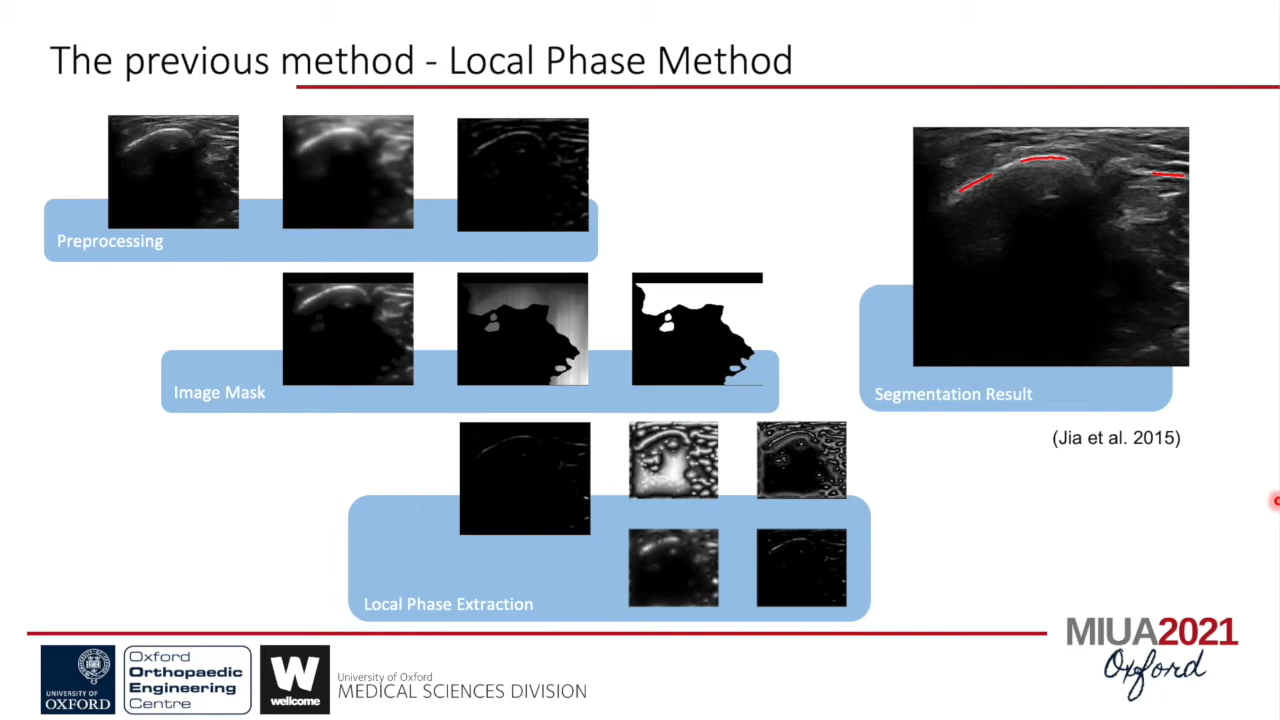 The previous method - Local Phase Method
Preprocessing
Image Mask
Segmentation Result
(Jia et al. 2015)
Local Phase Extraction
MIUA2021
Oxford
UNIVERSITY OF
OXFORD
Oxford
Orthopaedic
Engineering
Centre
W
wellcome
University of Oxford
MEDICAL SCIENCES DIVISION